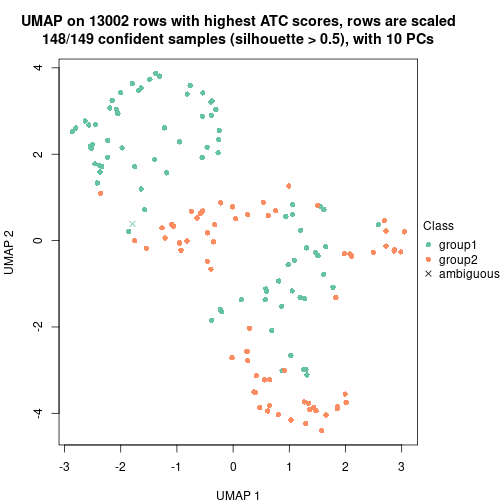 UMAP on 13002 rows with highest ATC scores, rows are scaled
148/149 confident samples (silhouette > 0.5), with 10 PCs
4
2
0
-2
-4
UMAP 2
-3
-2
-1
0
1
2
3
UMAP 1
Class
group1
group2
ambiguous